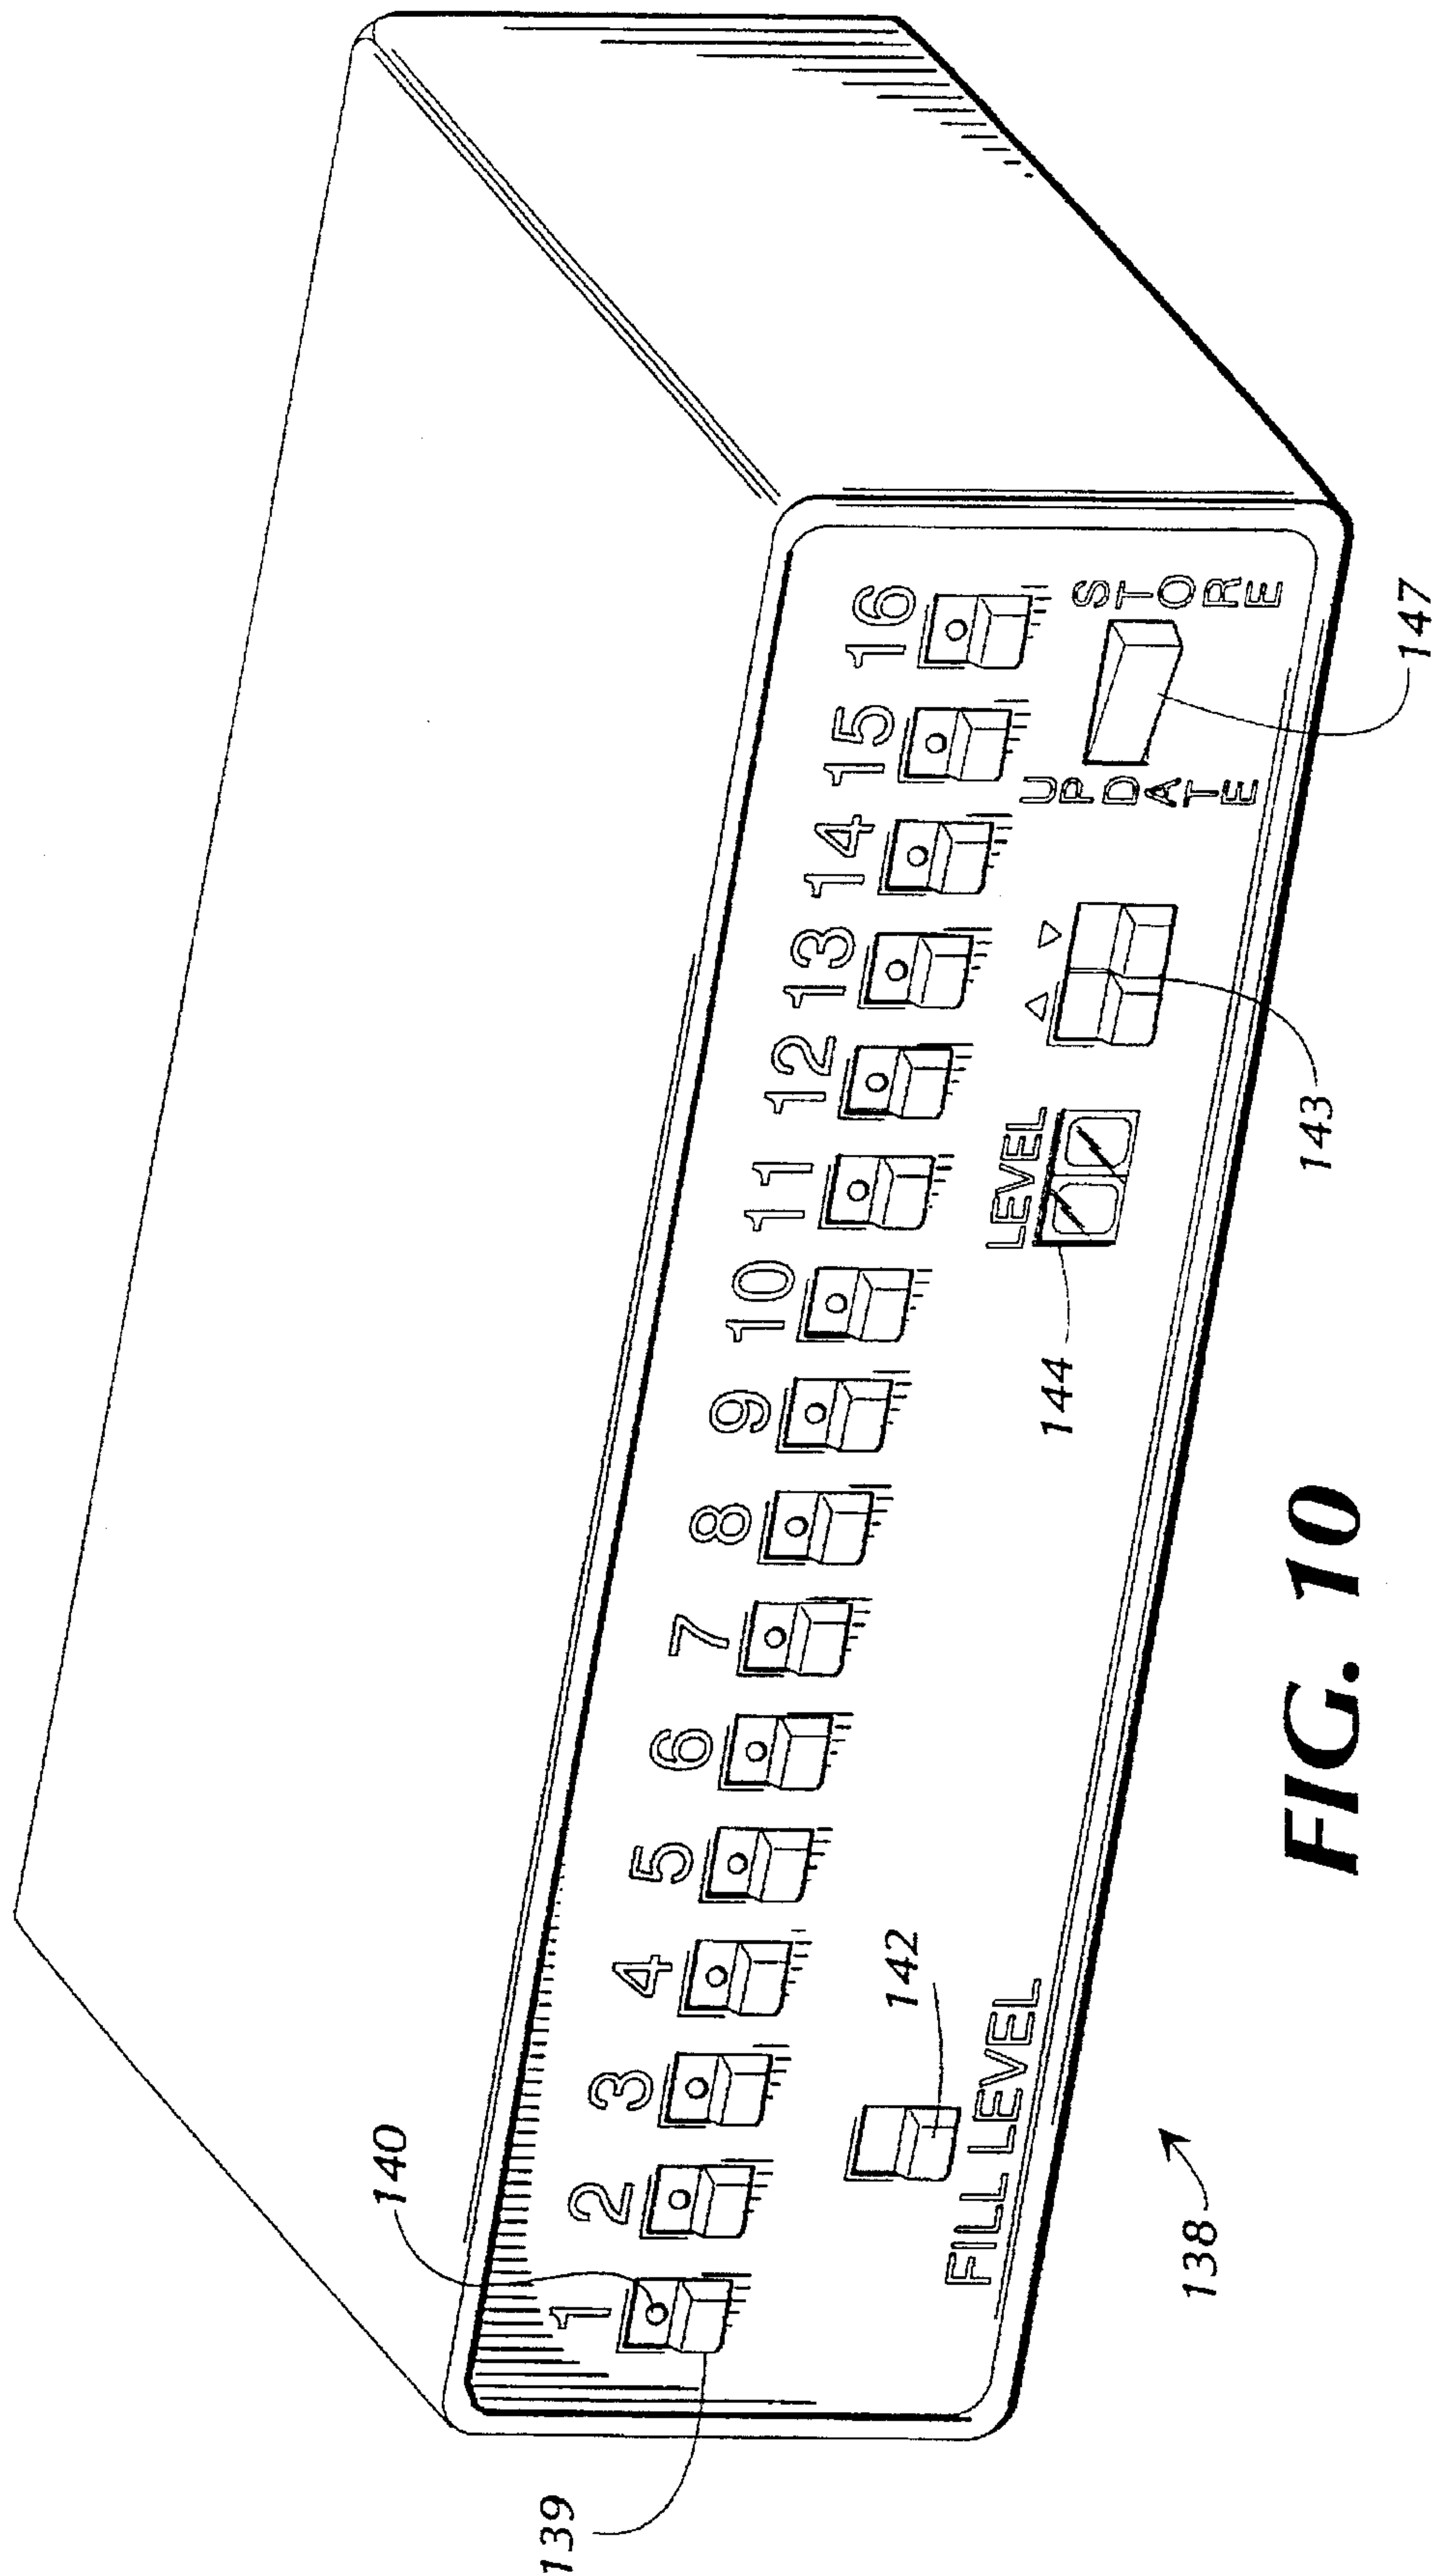 140
1 2 3 4 5 6 7 8 9 10 11 12 13 14 15 16
139
142
FILL LEVEL
LEVEL
△ ▽
UPDATE
STORE
144
143
147
138
FIG. 10